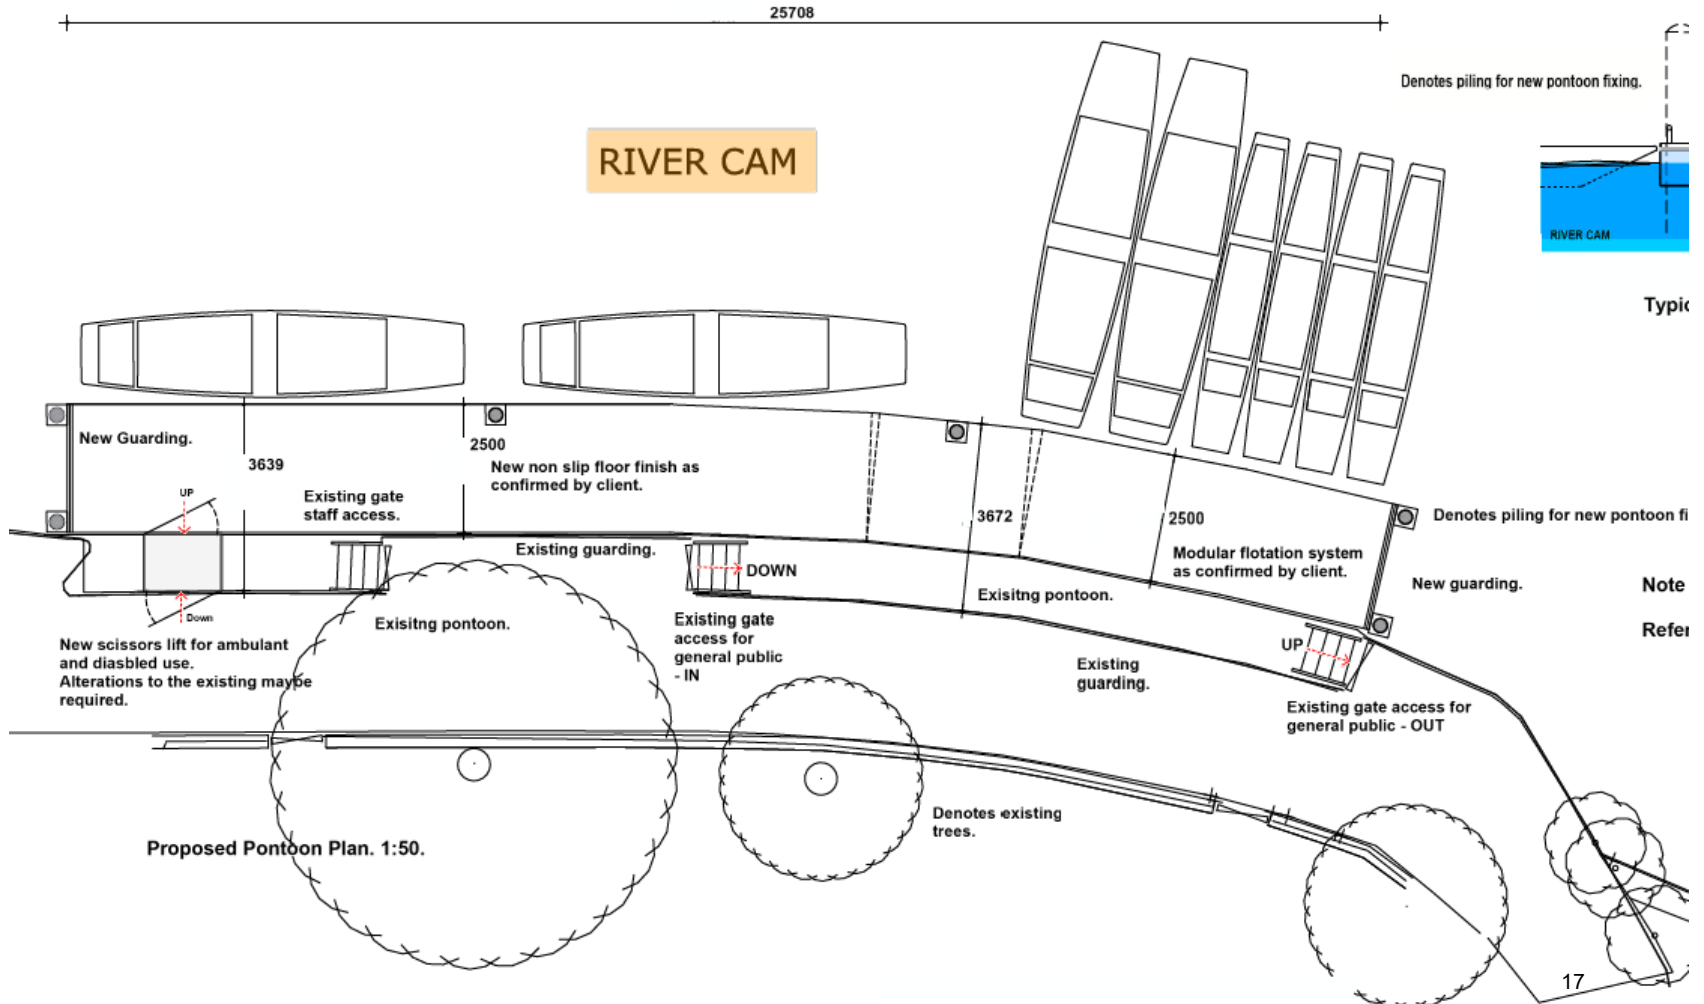 25708
Denotes piling for new pontoon fixing.
RIVER CAM
RIVER CAM
Typic
New Guarding.
2500
3639
New non slip floor finish as
confirmed by client.
UP
Existing gate
staff access.
3672
2500
Denotes piling for new pontoon fi
Existing guarding.
Modular flotation system
as confirmed by client.
DOWN
New guarding.
Note
Exisitng pontoon.
Down
Exisitng pontoon.
Existing gate
access for
general public
- IN
Refer
New scissors lift for ambulant
and diasbled use.
Alterations to the existing maybe
required.
UP
Existing
guarding.
Existing gate access for
general public - OUT
Denotes existing
trees.
Proposed Pontoon Plan. 1:50.
17